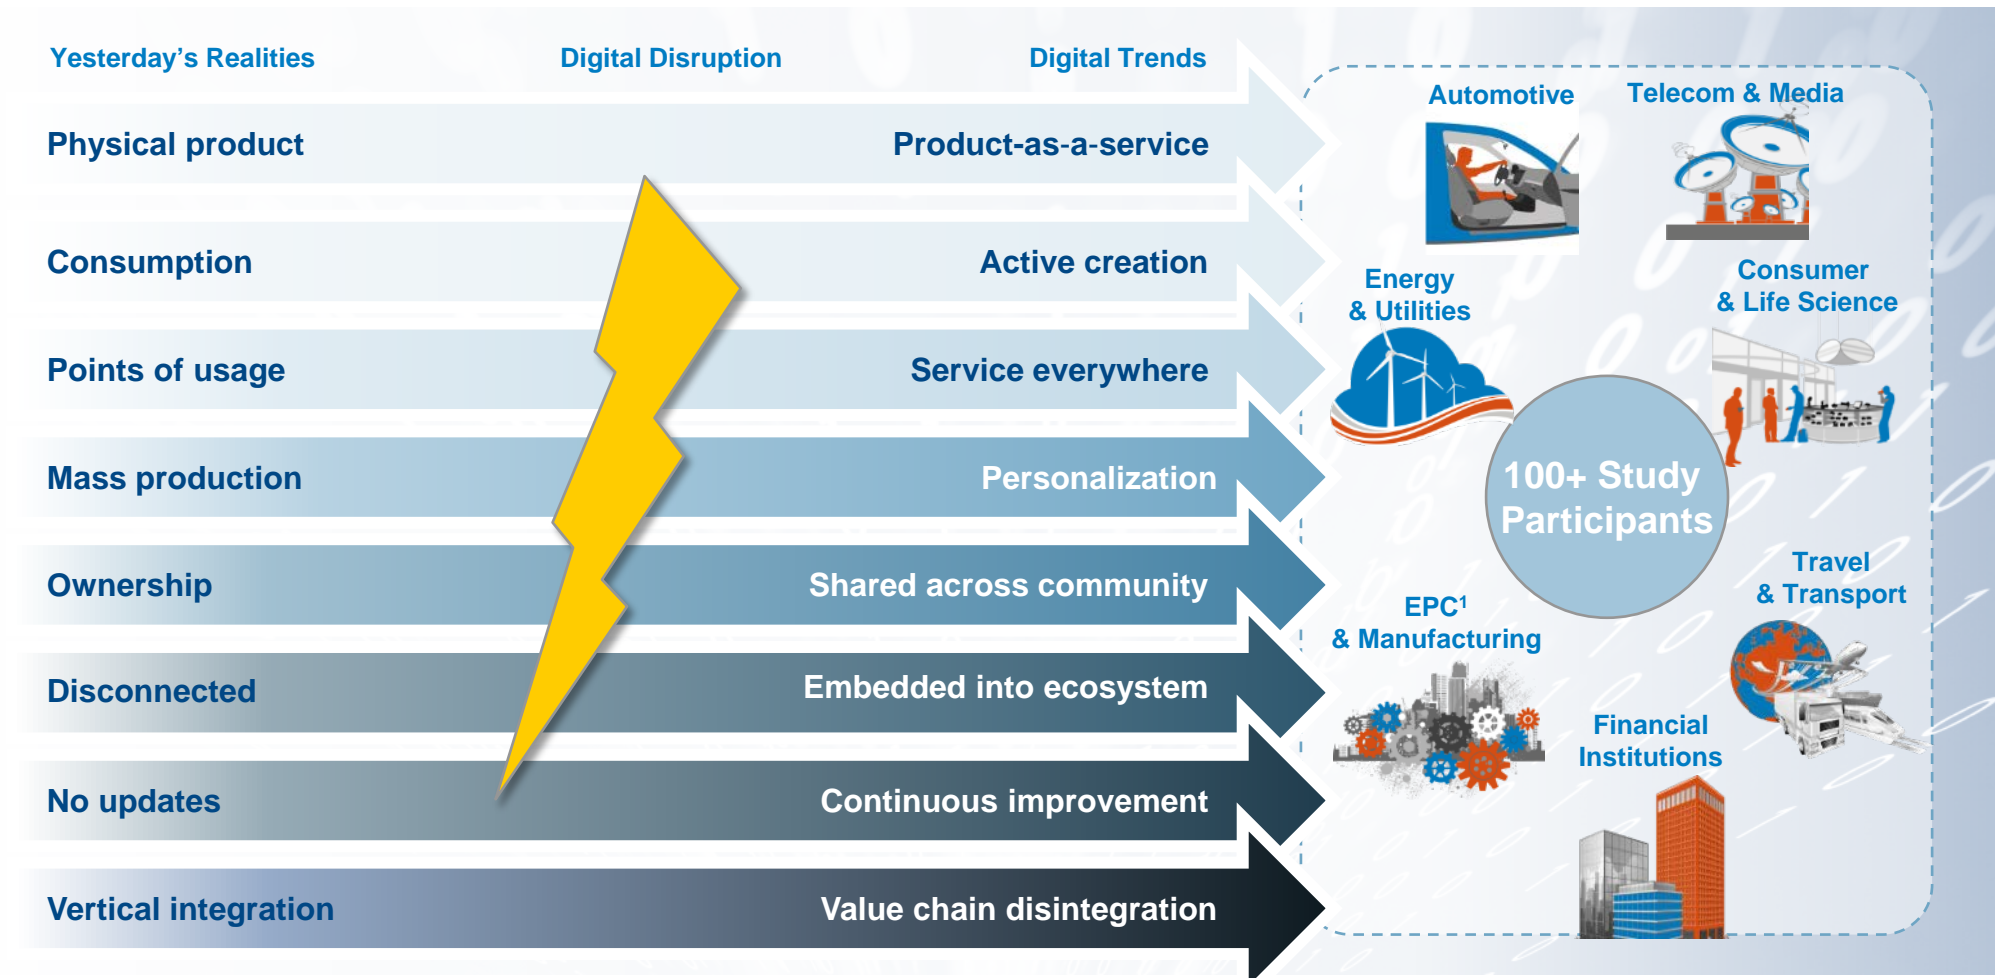 Yesterday’s Realities
Digital Disruption
Digital Trends
Physical product
Product-as-a-service
Consumption
Active creation
Points of usage
Service everywhere
Mass production
Personalization
Ownership
Shared across community
Disconnected
Embedded into ecosystem
No updates
Continuous improvement
Vertical integration
Value chain disintegration
Automotive
Telecom & Media
Energy
& Utilities
Consumer
& Life Science
100+ Study
Participants
EPC¹
& Manufacturing
Travel
& Transport
Financial
Institutions